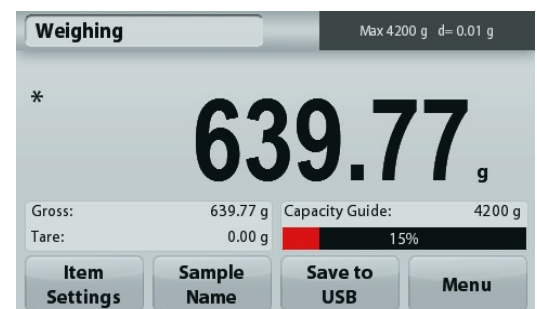 Weighing Max 4200 g d= 0.01 g
*
639.77 g
Gross: 639.77 g Capacity Guide: 4200 g
Tare: 0.00 g 15%
Item Settings
Sample Name
Save to USB
Menu